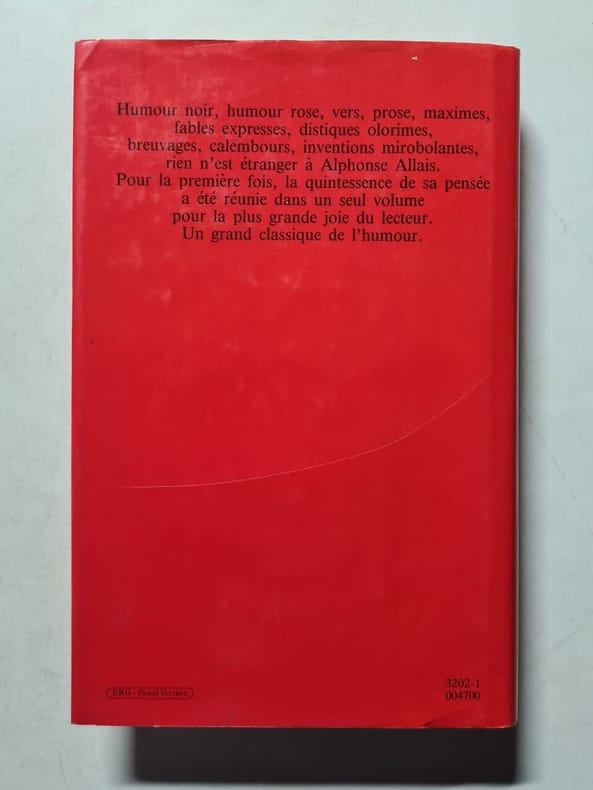 Humour noir, humour rose, vers, prose, maximes,
fables expresses, distiques olorimes,
breuvages, calembours, inventions mirobolantes,
rien n'est étranger à Alphonse Allais.
Pour la première fois, la quintessence de sa pensée
a été réunie dans un seul volume
pour la plus grande joie du lecteur.
Un grand classique de l'humour.
ERG - Pascal Vercken
3202-1
004700